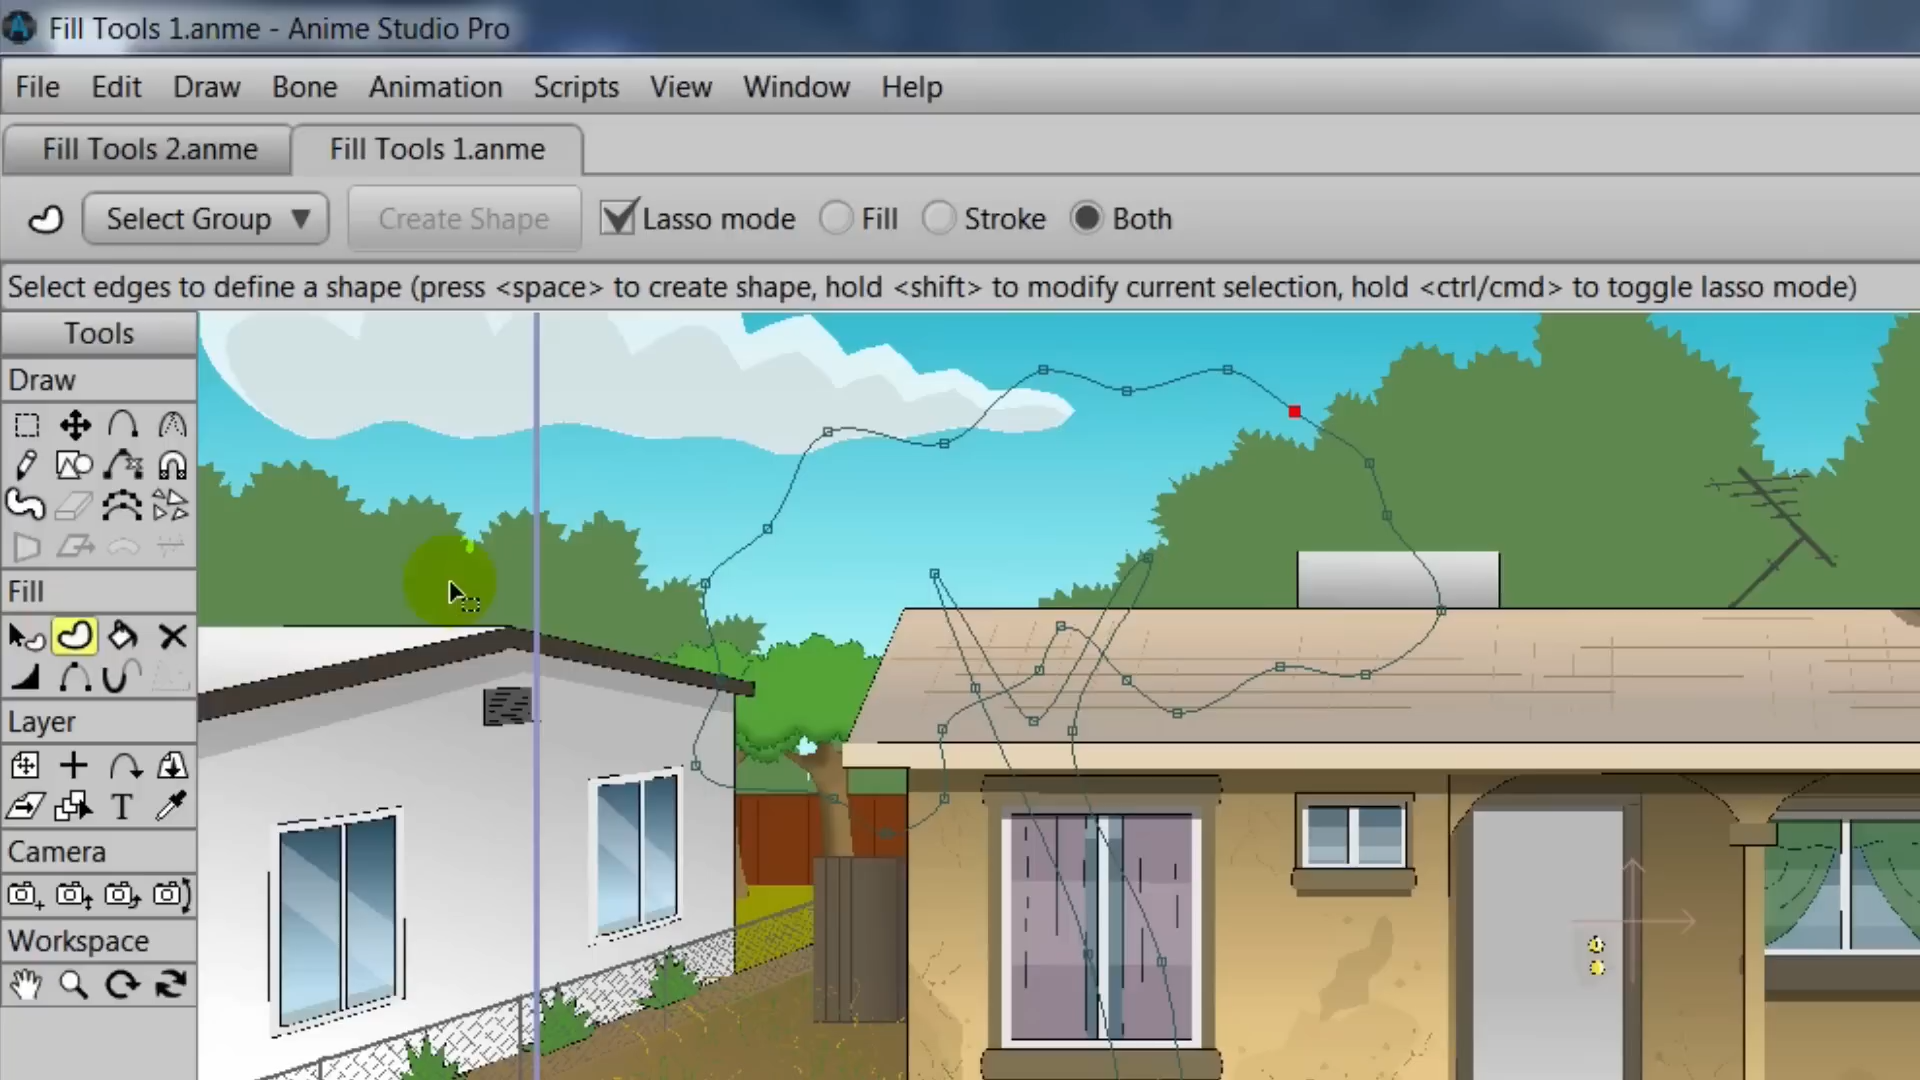 Fill Tools 1.anme - Anime Studio Pro
File Edit Draw Bone Animation Scripts View Window Help
Fill Tools 2.anme Fill Tools 1.anme
Select Group Create Shape Lasso mode Fill Stroke Both
Select edges to define a shape (press <space> to create shape, hold <shift> to modify current selection, hold <ctrl/cmd> to toggle lasso mode)
Tools
Draw
Fill
Layer
Camera
Workspace